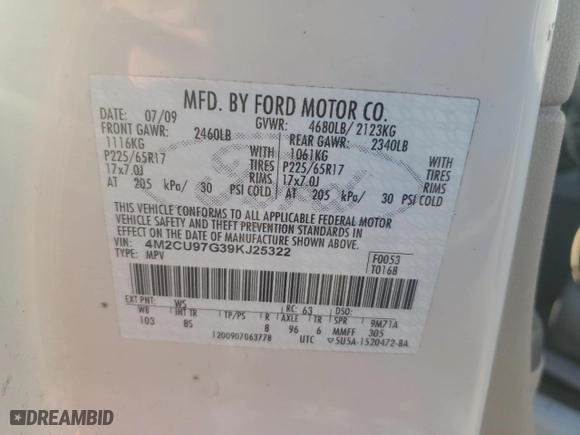 MFD. BY FORD MOTOR CO.
DATE: 07/09 GVWR: 4680LB/ 2123KG
FRONT GAWR: 2460LB REAR GAWR: 2340LB
1116KG WITH 1061KG WITH
P225/65R17 TIRES P225/65R17 TIRES
17x7.0J RIMS 17x7.0J RIMS
AT 205 kPa/ 30 PSI COLD AT 205 kPa/ 30 PSI COLD
THIS VEHICLE CONFORMS TO ALL APPLICABLE FEDERAL MOTOR
VEHICLE SAFETY AND THEFT PREVENTION STANDARDS IN
EFFECT ON THE DATE OF MANUFACTURE SHOWN ABOVE.
VIN: 4M2CU97G39KJ25322 F0053
TYPE: MPV T0168
EXT PNT: WS RC: 63 DSO:
WB INT TR TP/PS R AXLE TR SPR 9M71A
103 BS 8 96 6 MMFF 305
1200907063778 UTC ▽5U5A-1520472-BA
DREAMBID